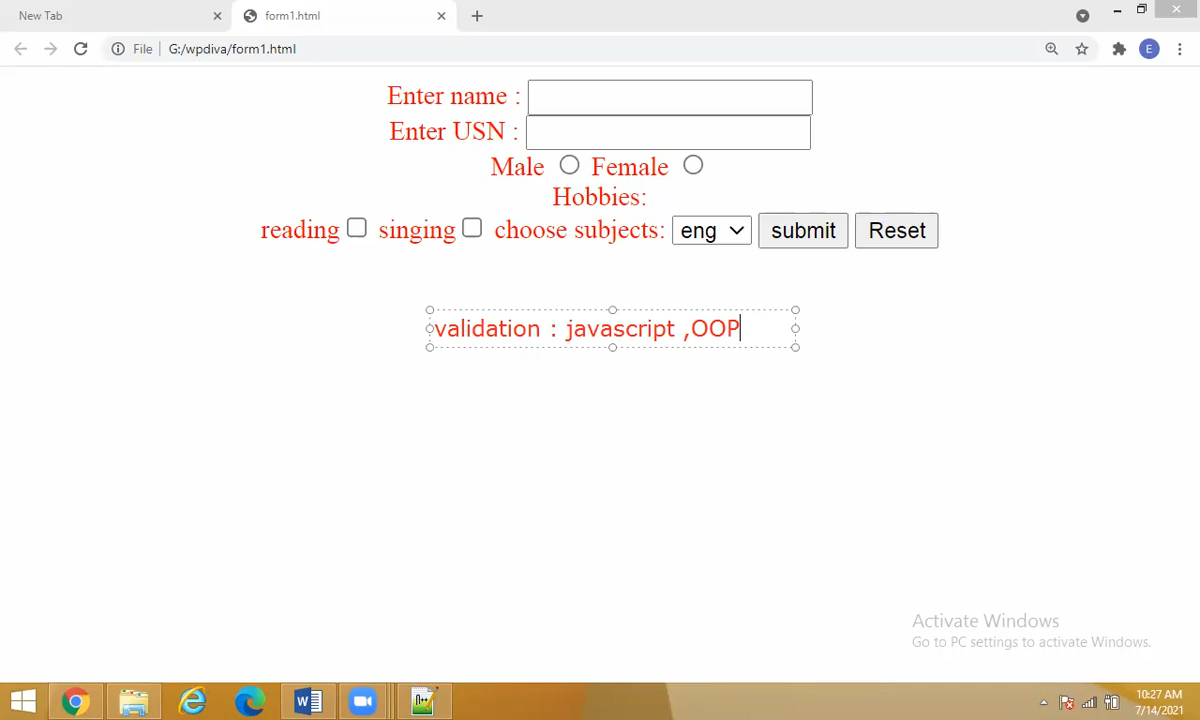 New Tab
form1.html
File
G:/wpdiva/form1.html
E
Enter name :
Enter USN :
Male Female
Hobbies:
reading singing choose subjects: eng submit Reset
validation : javascript ,OOP
Activate Windows
Go to PC settings to activate Windows.
10:27 AM
7/14/2021